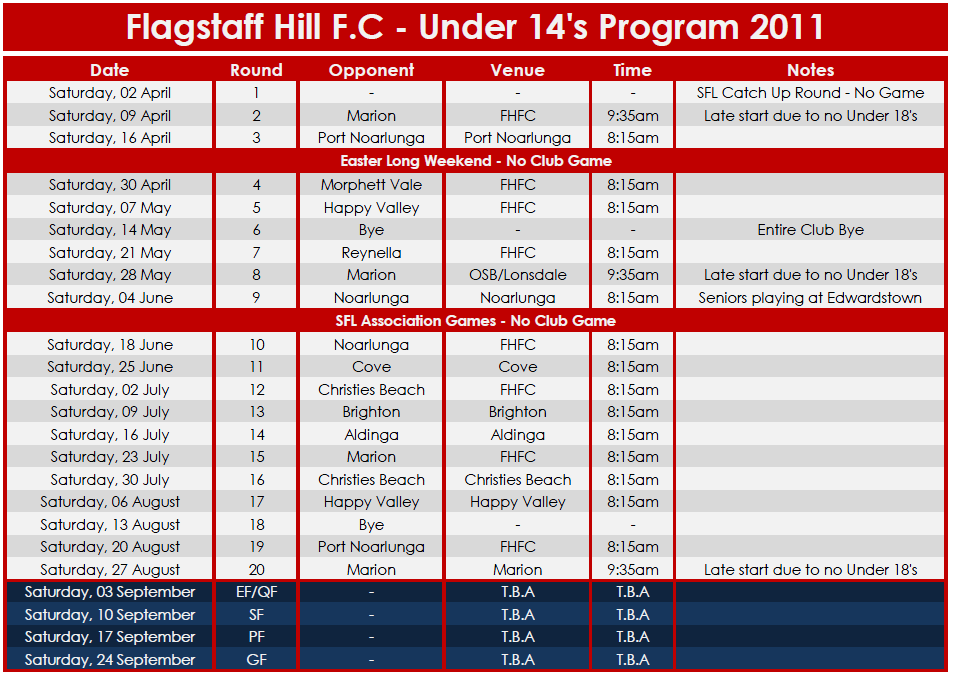 Flagstaff Hill F.C - Under 14's Program 2011
Date Round Opponent Venue Time Notes
Saturday, 02 April 1 - - - SFL Catch Up Round - No Game
Saturday, 09 April 2 Marion FHFC 9:35am Late start due to no Under 18's
Saturday, 16 April 3 Port Noarlunga Port Noarlunga 8:15am
Easter Long Weekend - No Club Game
Saturday, 30 April 4 Morphett Vale FHFC 8:15am
Saturday, 07 May 5 Happy Valley FHFC 8:15am
Saturday, 14 May 6 Bye - - Entire Club Bye
Saturday, 21 May 7 Reynella FHFC 8:15am
Saturday, 28 May 8 Marion OSB/Lonsdale 9:35am Late start due to no Under 18's
Saturday, 04 June 9 Noarlunga Noarlunga 8:15am Seniors playing at Edwardstown
SFL Association Games - No Club Game
Saturday, 18 June 10 Noarlunga FHFC 8:15am
Saturday, 25 June 11 Cove Cove 8:15am
Saturday, 02 July 12 Christies Beach FHFC 8:15am
Saturday, 09 July 13 Brighton Brighton 8:15am
Saturday, 16 July 14 Aldinga Aldinga 8:15am
Saturday, 23 July 15 Marion FHFC 8:15am
Saturday, 30 July 16 Christies Beach Christies Beach 8:15am
Saturday, 06 August 17 Happy Valley Happy Valley 8:15am
Saturday, 13 August 18 Bye - -
Saturday, 20 August 19 Port Noarlunga FHFC 8:15am
Saturday, 27 August 20 Marion Marion 9:35am Late start due to no Under 18's
Saturday, 03 September EF/QF - T.B.A T.B.A
Saturday, 10 September SF - T.B.A T.B.A
Saturday, 17 September PF - T.B.A T.B.A
Saturday, 24 September GF - T.B.A T.B.A